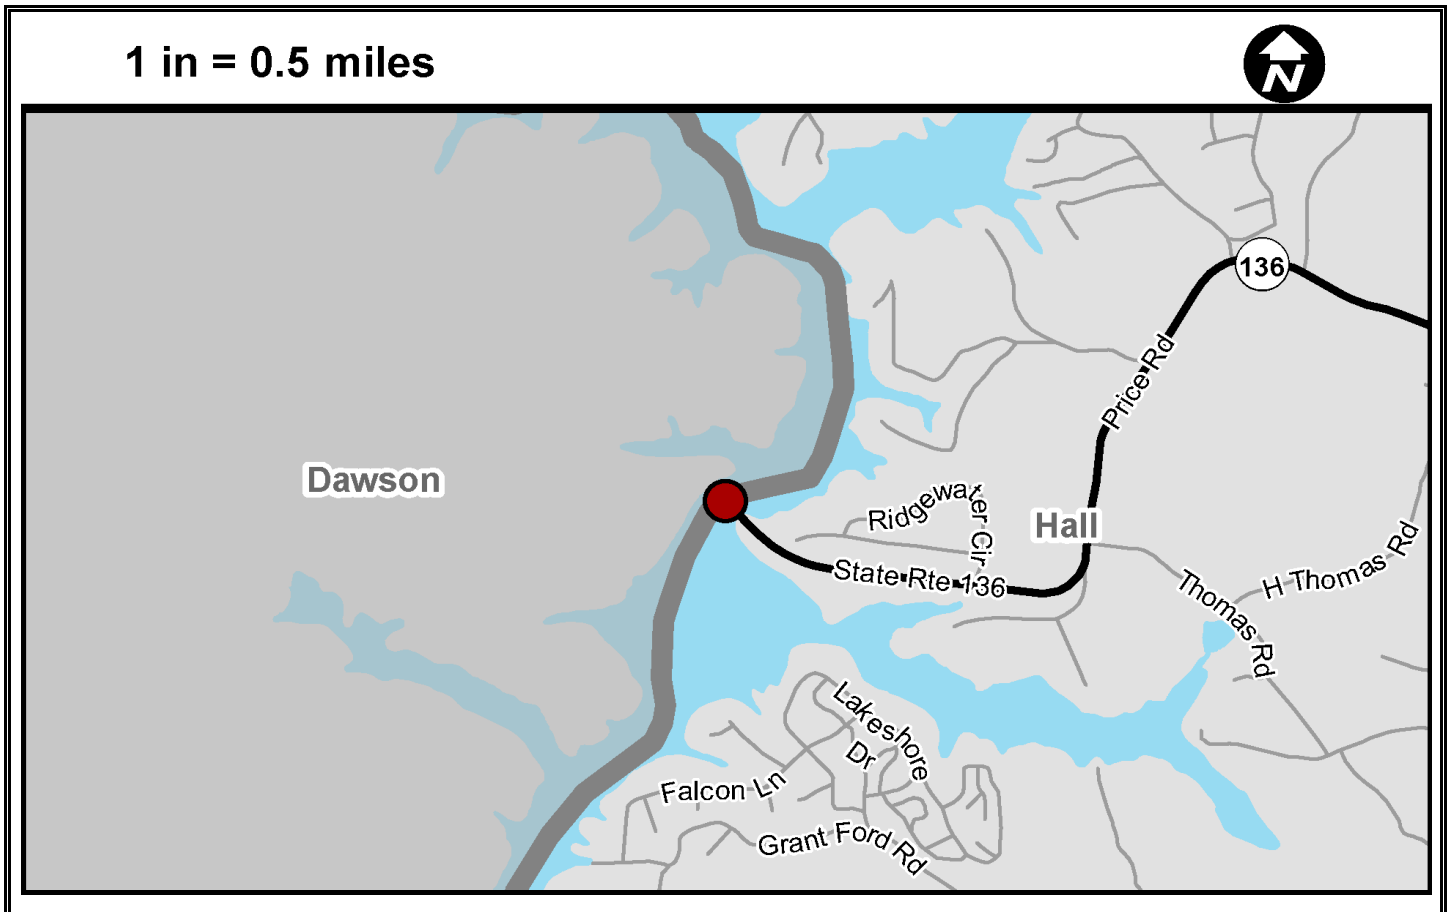 1 in = 0.5 miles
N
136
Price Rd
Dawson
Ridgewater Cir
Hall
State Rte 136
H Thomas Rd
Thomas Rd
Lakeshore
Dr
Falcon Ln
Grant Ford Rd